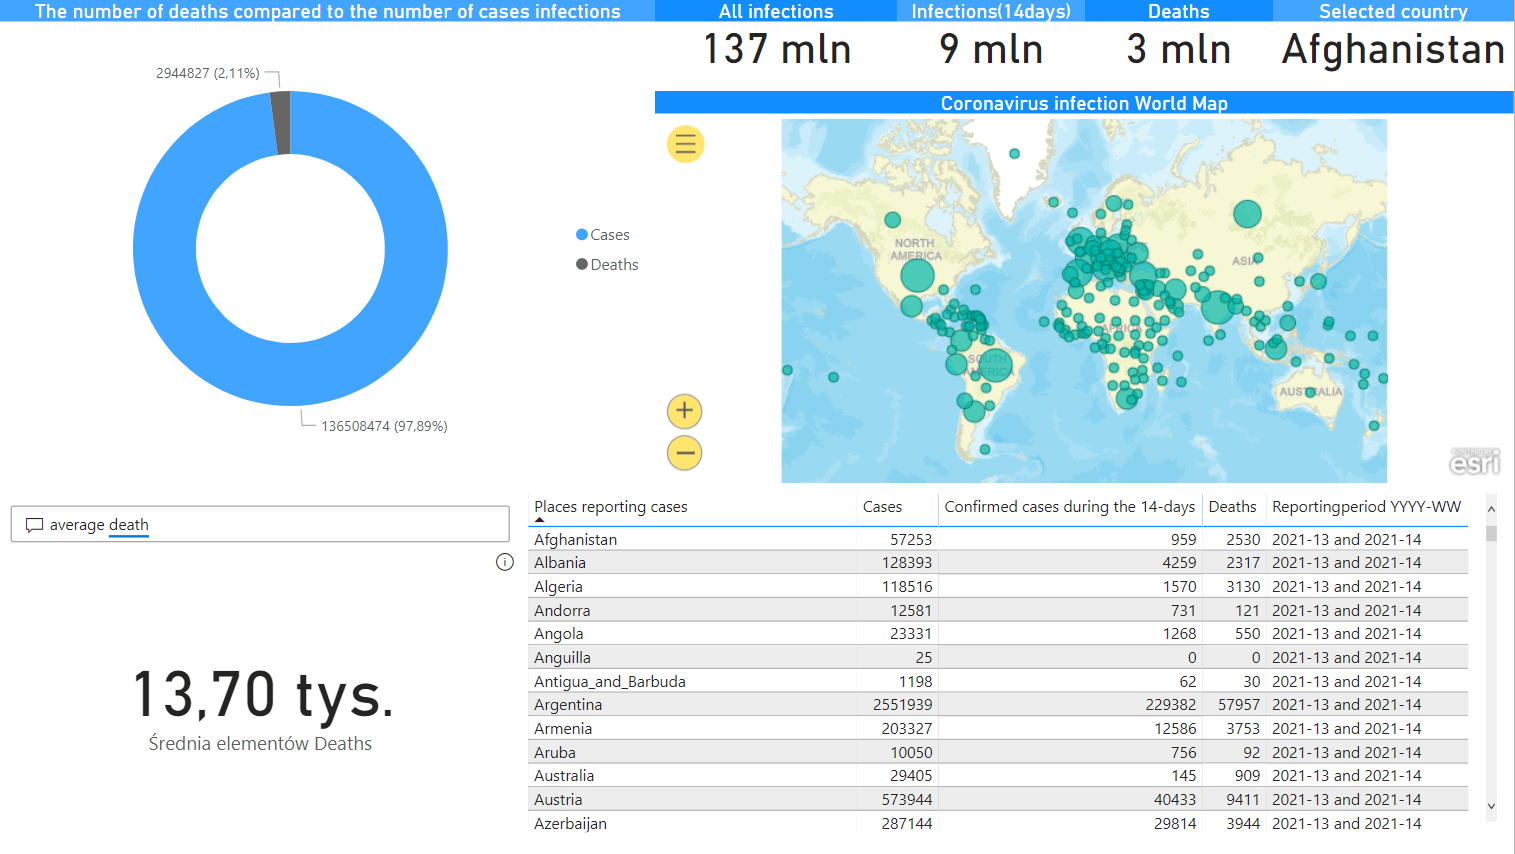 The number of deaths compared to the number of cases infections
All infections
Infections(14days)
Deaths
Selected country
137 mln
9 mln
3 mln
Afghanistan
2944827 (2,11%)
136508474 (97,89%)
Cases
Deaths
Coronavirus infection World Map
NORTH AMERICA
ASIA
AFRICA
SOUTH AMERICA
AUSTRALIA
esri
average death
13,70 tys.
Średnia elementów Deaths
Places reporting cases Cases Confirmed cases during the 14-days Deaths Reportingperiod YYYY-WW
Afghanistan 57253 959 2530 2021-13 and 2021-14
Albania 128393 4259 2317 2021-13 and 2021-14
Algeria 118516 1570 3130 2021-13 and 2021-14
Andorra 12581 731 121 2021-13 and 2021-14
Angola 23331 1268 550 2021-13 and 2021-14
Anguilla 25 0 0 2021-13 and 2021-14
Antigua_and_Barbuda 1198 62 30 2021-13 and 2021-14
Argentina 2551939 229382 57957 2021-13 and 2021-14
Armenia 203327 12586 3753 2021-13 and 2021-14
Aruba 10050 756 92 2021-13 and 2021-14
Australia 29405 145 909 2021-13 and 2021-14
Austria 573944 40433 9411 2021-13 and 2021-14
Azerbaijan 287144 29814 3944 2021-13 and 2021-14